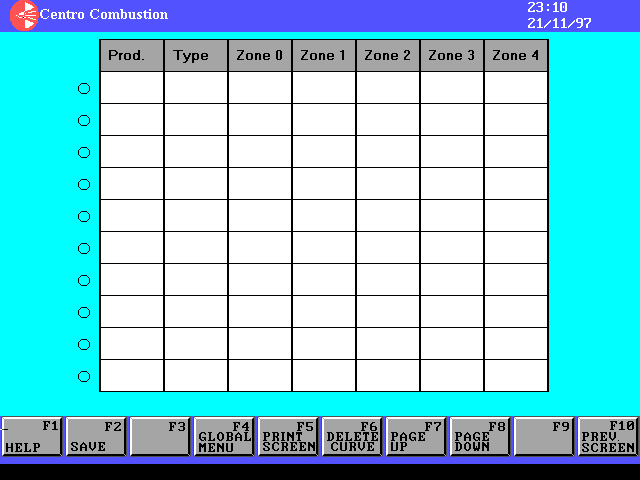 Centro Combustion
23:10
21/11/97
Prod. Type Zone 0 Zone 1 Zone 2 Zone 3 Zone 4
F1 F2 F3 F4 F5 F6 F7 F8 F9 F10
HELP SAVE GLOBAL MENU PRINT SCREEN DELETE CURVE PAGE UP PAGE DOWN PREV. SCREEN